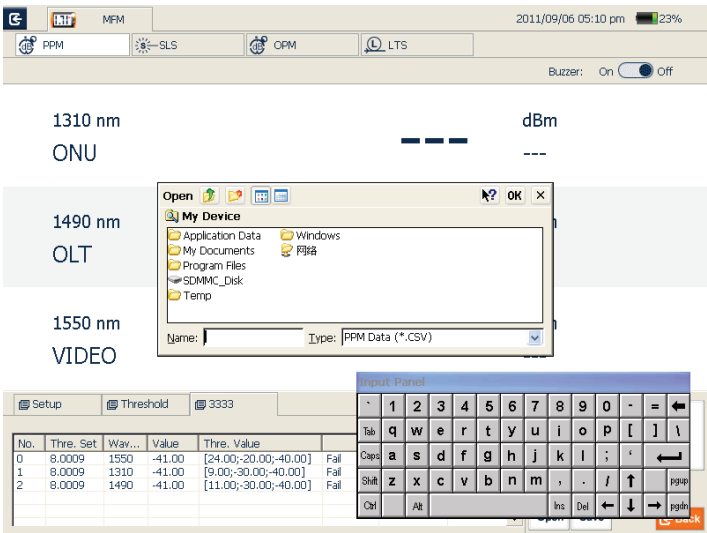 MFM 2011/09/06 05:10 pm 23%
PPM SLS OPM LTS
Buzzer: On Off
1310 nm dBm
ONU --- ---
Open OK ×
My Device
Application Data Windows
My Documents 网络
Program Files
SDMMC_Disk
Temp
Name: Type: PPM Data (*.CSV)
1490 nm
OLT
1550 nm
VIDEO ---
Input Panel
Setup Threshold 3333
No. Thre. Set Wav... Value Thre. Value
0 8.0009 1550 -41.00 [24.00;-20.00;-40.00] Fail
1 8.0009 1310 -41.00 [9.00;-30.00;-40.00] Fail
2 8.0009 1490 -41.00 [11.00;-30.00;-40.00] Fail
` 1 2 3 4 5 6 7 8 9 0 - = ←
Tab q w e r t y u i o p [ ] \
Caps a s d f g h j k l ; '
Shift z x c v b n m , . / ↑ pgup
Ctrl Alt Ins Del ← ↓ → pgdn
Open Save Back